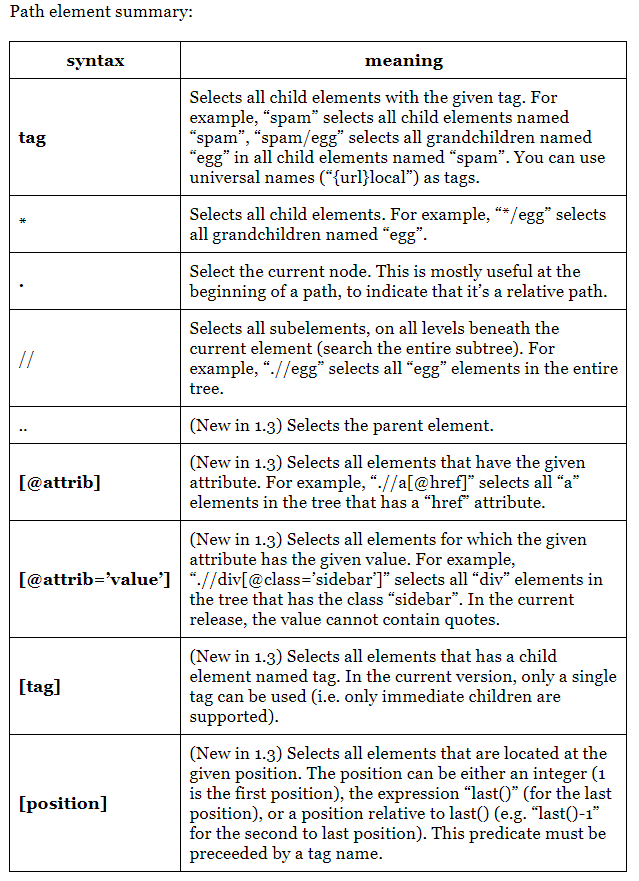 Path element summary:
syntax
meaning
tag
Selects all child elements with the given tag. For
example, “spam” selects all child elements named
“spam”, “spam/egg” selects all grandchildren named
“egg” in all child elements named “spam”. You can use
universal names (“{url}local”) as tags.
*
Selects all child elements. For example, “*/egg” selects
all grandchildren named “egg”.
.
Select the current node. This is mostly useful at the
beginning of a path, to indicate that it’s a relative path.
//
Selects all subelements, on all levels beneath the
current element (search the entire subtree). For
example, “.//egg” selects all “egg” elements in the entire
tree.
..
(New in 1.3) Selects the parent element.
[@attrib]
(New in 1.3) Selects all elements that have the given
attribute. For example, “.//a[@href]” selects all “a”
elements in the tree that has a “href” attribute.
[@attrib=’value’]
(New in 1.3) Selects all elements for which the given
attribute has the given value. For example,
“.//div[@class=’sidebar’]” selects all “div” elements in
the tree that has the class “sidebar”. In the current
release, the value cannot contain quotes.
[tag]
(New in 1.3) Selects all elements that has a child
element named tag. In the current version, only a single
tag can be used (i.e. only immediate children are
supported).
[position]
(New in 1.3) Selects all elements that are located at the
given position. The position can be either an integer (1
is the first position), the expression “last()” (for the last
position), or a position relative to last() (e.g. “last()-1”
for the second to last position). This predicate must be
preceeded by a tag name.